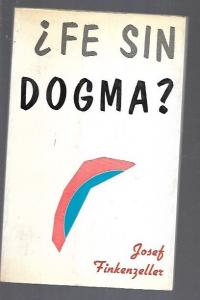 ¿FE SIN
DOGMA?
Josef
Finkenzeller